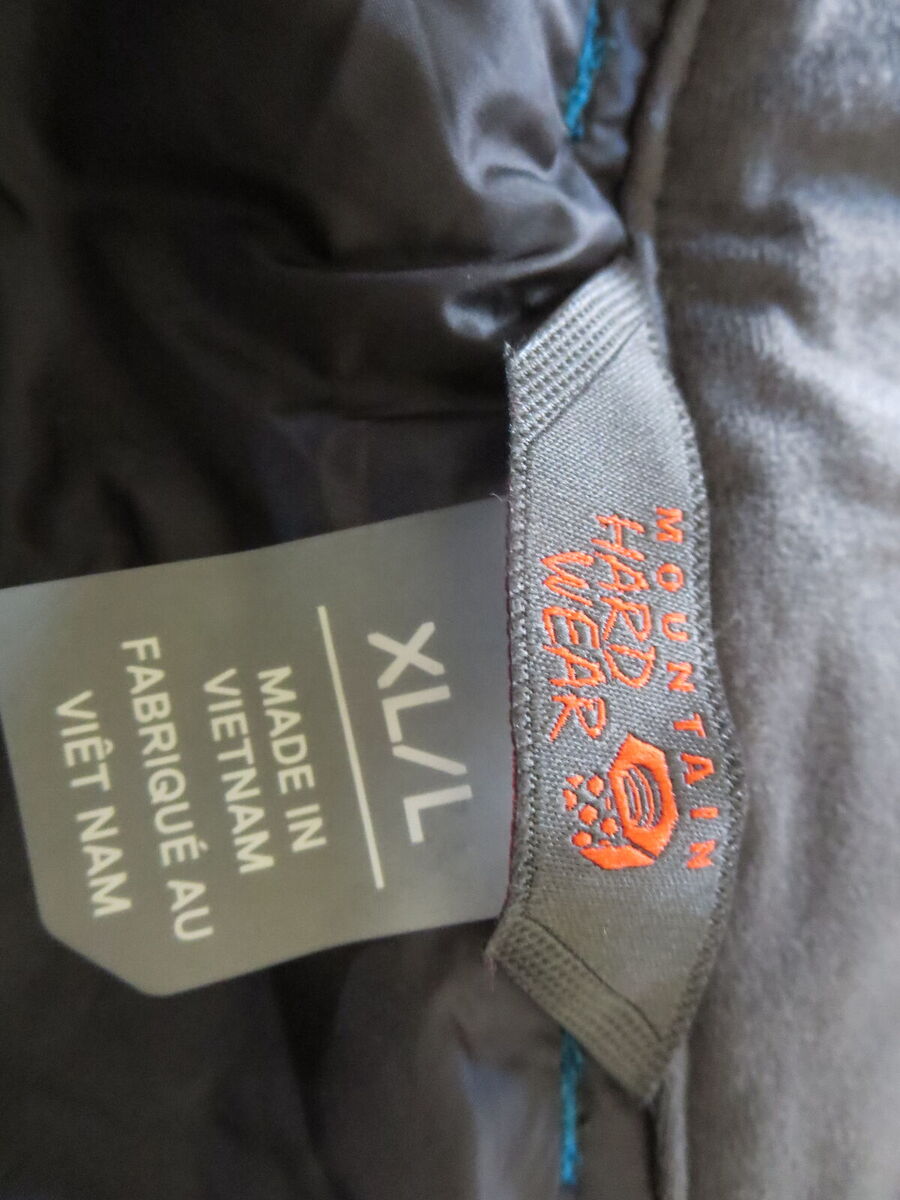 MOUNTAIN
HARD
WEAR
XL/L
MADE IN
VIETNAM
FABRIQUÉ AU
VIÊT NAM